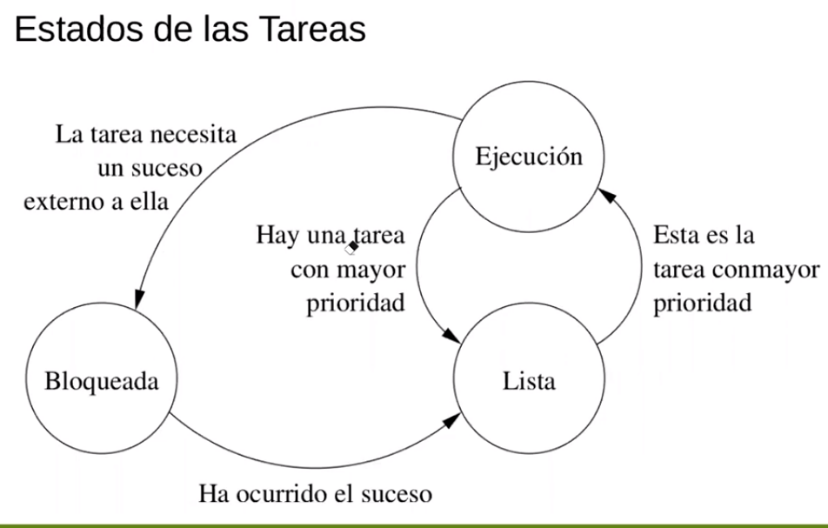 Estados de las Tareas
La tarea necesita
un suceso
externo a ella
Ejecución
Hay una tarea
con mayor
prioridad
Esta es la
tarea conmayor
prioridad
Bloqueada
Lista
Ha ocurrido el suceso